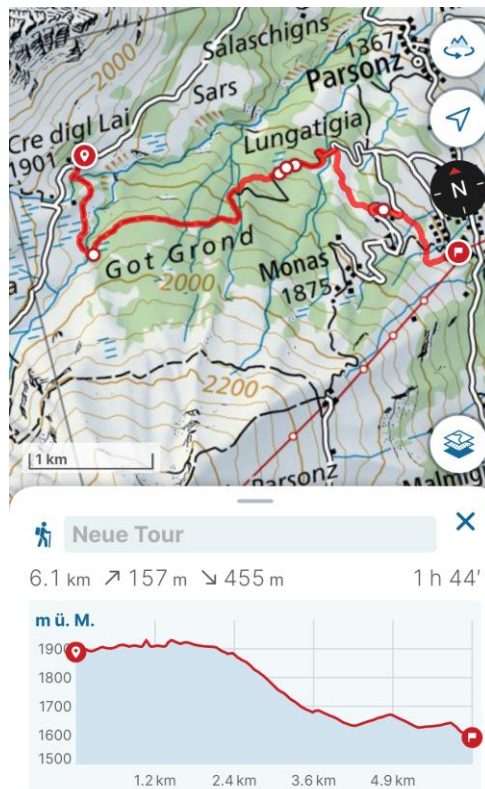 Salaschigns
1367
2000
Parsonz
Sars
Cre digl Lai
1901
Lungatigia
N
Got Grond
Monas
1875
2000
2200
1 km
Parsonz
Neue Tour
6.1 km 157 m 455 m 1 h 44'
m ü. M.
1900
1800
1700
1600
1500
1.2 km 2.4 km 3.6 km 4.9 km